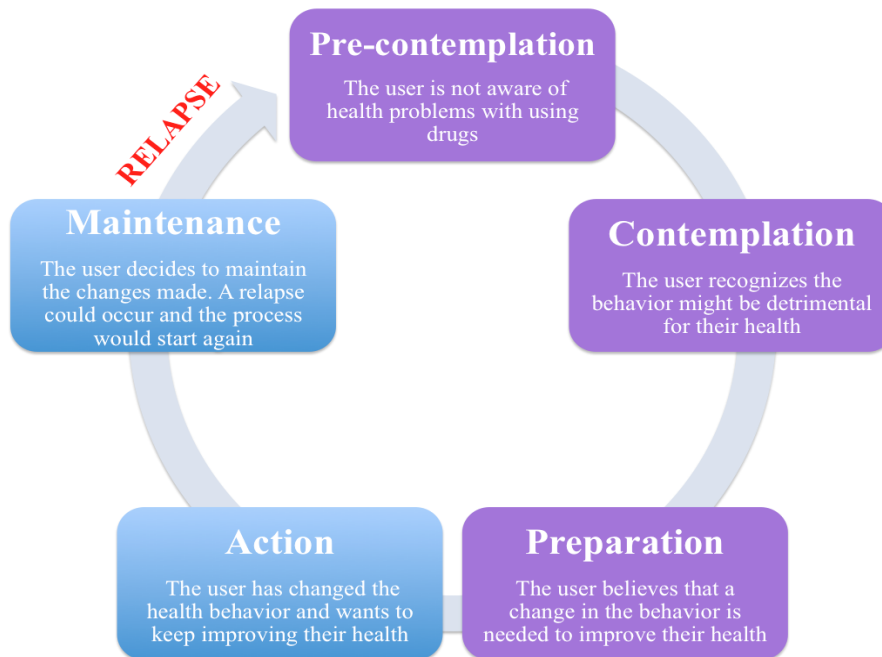 Pre-contemplation
The user is not aware of
health problems with using
drugs
RELAPSE
Maintenance
The user decides to maintain
the changes made. A relapse
could occur and the process
would start again
Contemplation
The user recognizes the
behavior might be detrimental
for their health
Action
The user has changed the
health behavior and wants to
keep improving their health
Preparation
The user believes that a
change in the behavior is
needed to improve their health